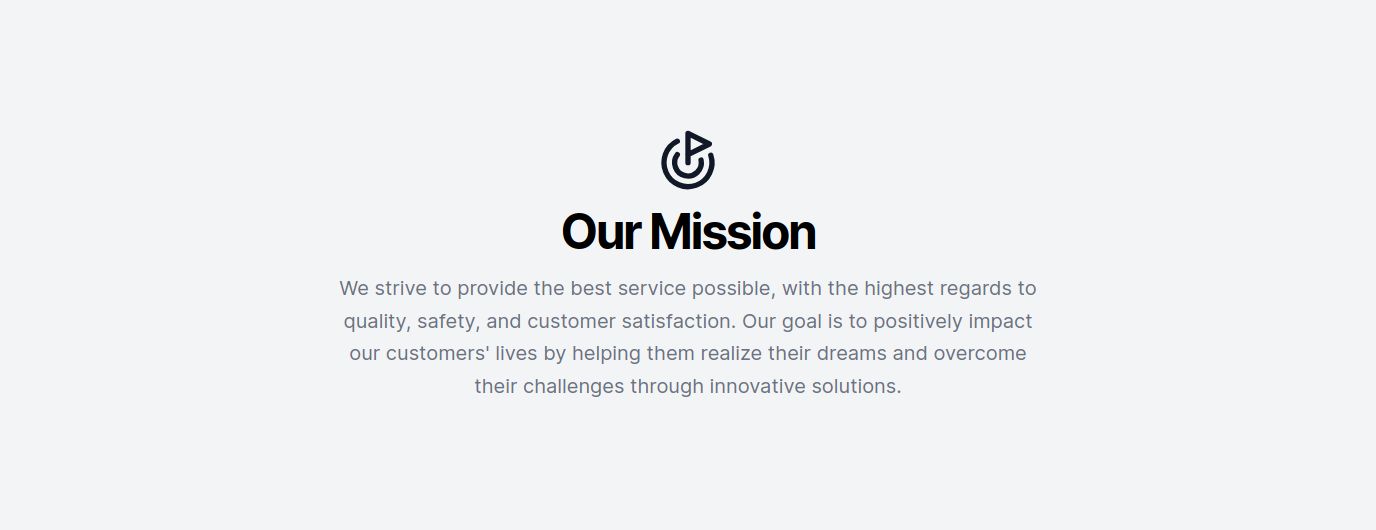 Our Mission
We strive to provide the best service possible, with the highest regards to
quality, safety, and customer satisfaction. Our goal is to positively impact
our customers' lives by helping them realize their dreams and overcome
their challenges through innovative solutions.